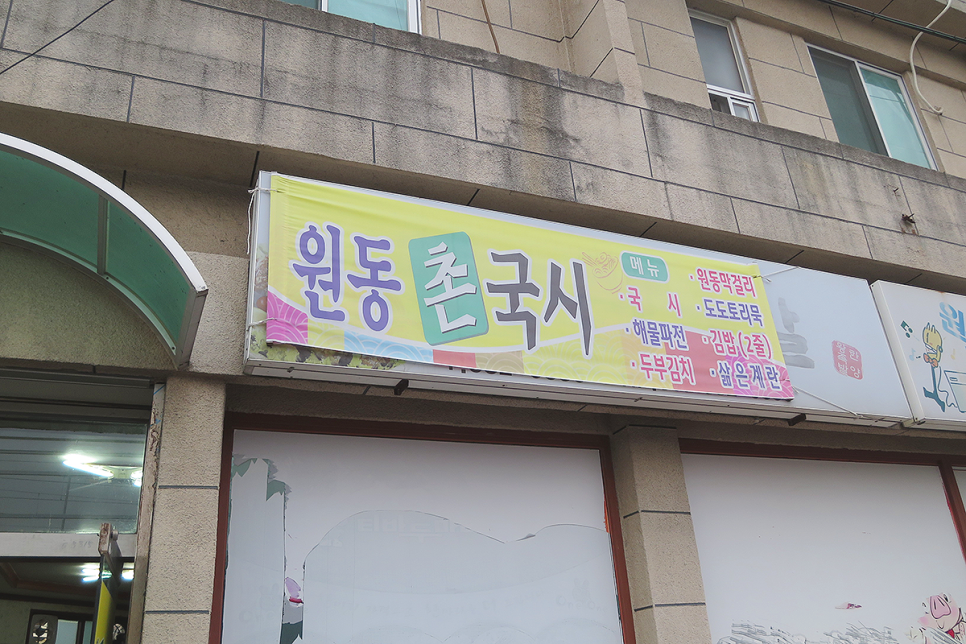 원동 촌국시
메뉴
·국 시
·해물파전
·두부김치
·원동막걸리
·도도토리묵
·김밥(2줄)
·삶은계란